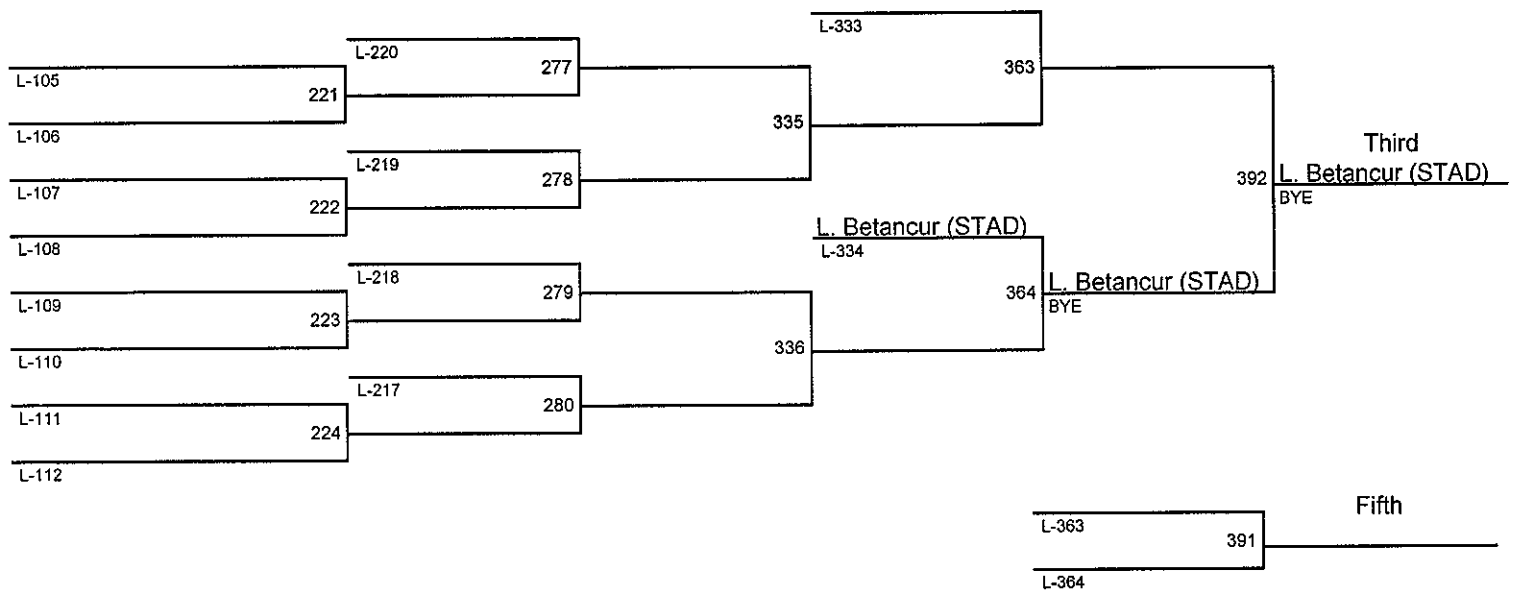 L-333
L-220
277
363
L-105
221
L-106
335
Third
L-219
L-107
278
392
L. Betancur (STAD)
BYE
222
L-108
L. Betancur (STAD)
L-334
L-218
L-109
279
364
L. Betancur (STAD)
BYE
223
L-110
336
L-217
L-111
280
224
L-112
Fifth
L-363
391
L-364